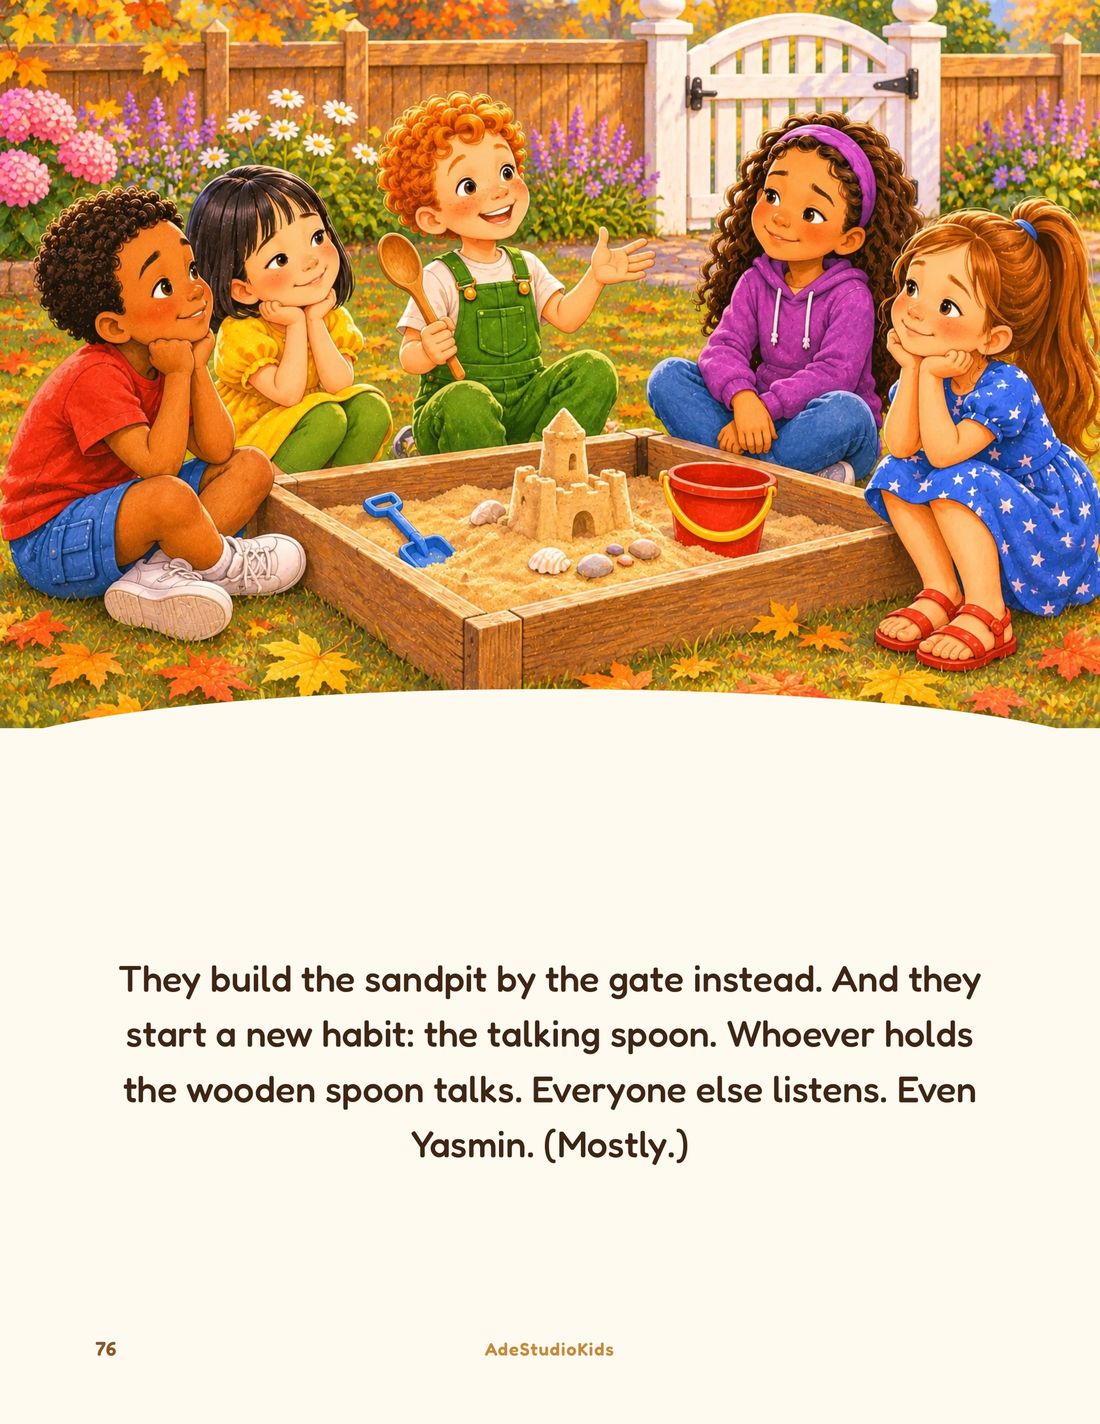 They build the sandpit by the gate instead. And they
start a new habit: the talking spoon. Whoever holds
the wooden spoon talks. Everyone else listens. Even
Yasmin. (Mostly.)
76
AdeStudioKids